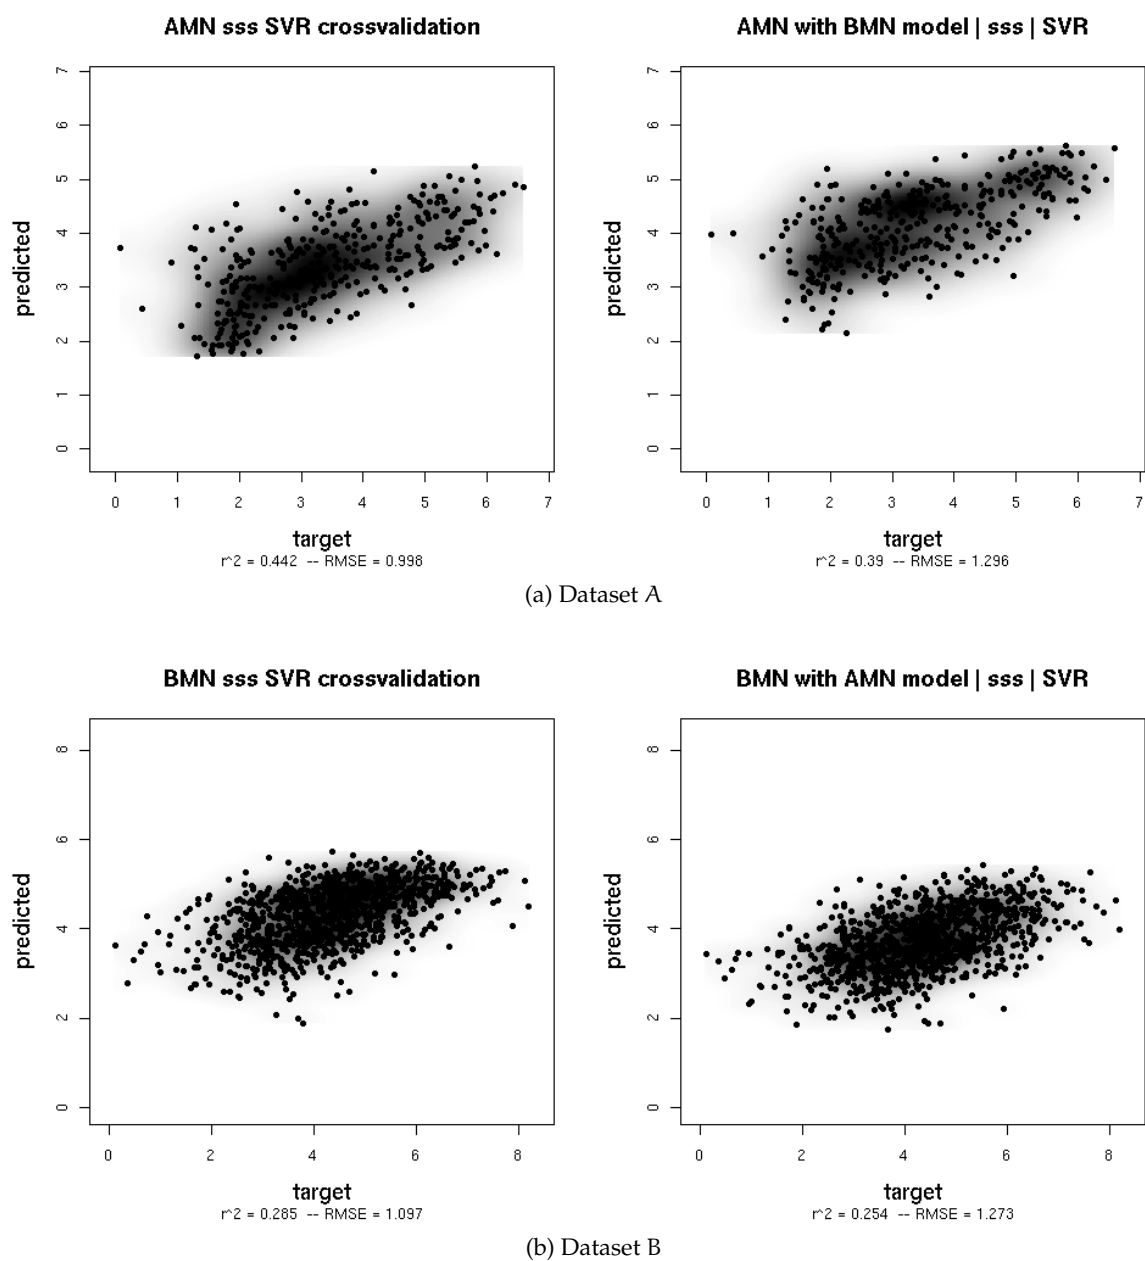 AMN sss SVR crossvalidation
AMN with BMN model | sss | SVR
7
6
5
4
3
2
1
0
predicted
0 1 2 3 4 5 6 7
target
r^2 = 0.442 -- RMSE = 0.998
7
6
5
4
3
2
1
0
predicted
0 1 2 3 4 5 6 7
target
r^2 = 0.39 -- RMSE = 1.296
(a) Dataset A
BMN sss SVR crossvalidation
BMN with AMN model | sss | SVR
8
6
4
2
0
predicted
0 2 4 6 8
target
r^2 = 0.285 -- RMSE = 1.097
8
6
4
2
0
predicted
0 2 4 6 8
target
r^2 = 0.254 -- RMSE = 1.273
(b) Dataset B